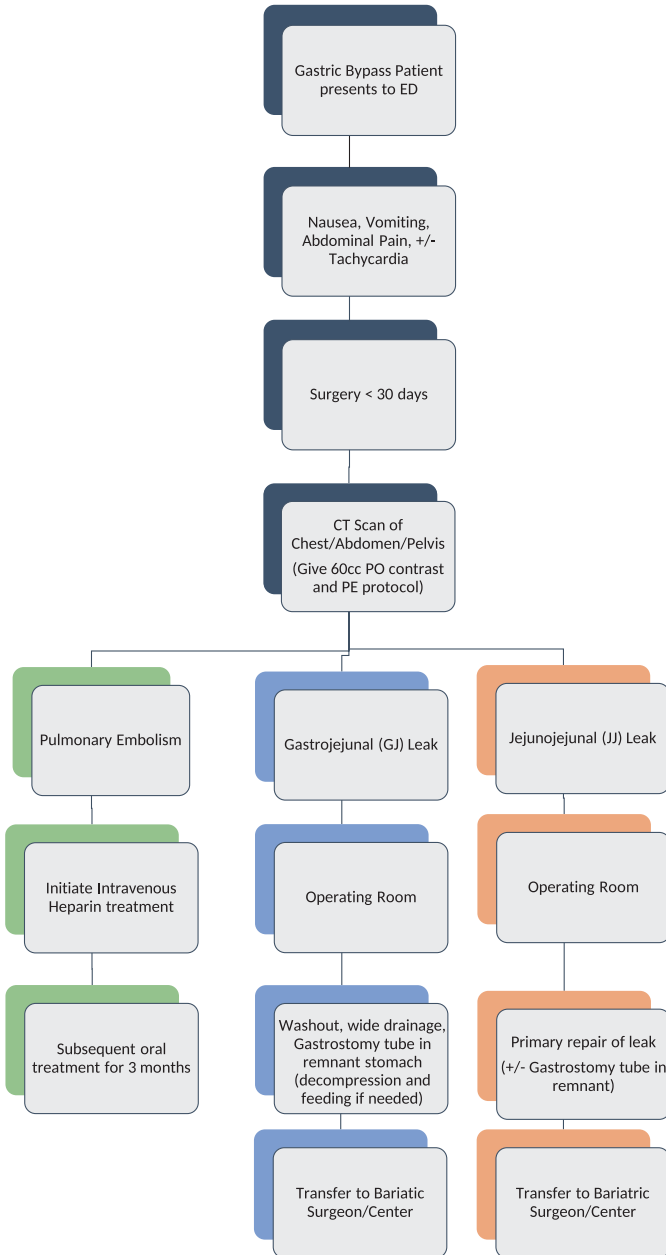 Gastric Bypass Patient
presents to ED
Nausea, Vomiting,
Abdominal Pain, +/-
Tachycardia
Surgery < 30 days
CT Scan of
Chest/Abdomen/Pelvis
(Give 60cc PO contrast
and PE protocol)
Pulmonary Embolism
Initiate Intravenous
Heparin treatment
Subsequent oral
treatment for 3 months
Gastrojejunal (GJ) Leak
Operating Room
Washout, wide drainage,
Gastrostomy tube in
remnant stomach
(decompression and
feeding if needed)
Transfer to Bariatic
Surgeon/Center
Jejunojejunal (JJ) Leak
Operating Room
Primary repair of leak
(+/- Gastrostomy tube in
remnant)
Transfer to Bariatric
Surgeon/Center